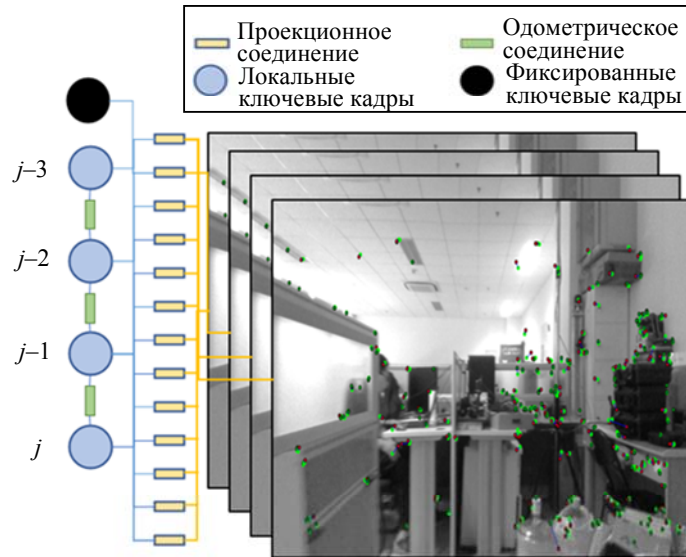 Проекционное
соединение
Одометрическое
соединение
Локальные
ключевые кадры
Фиксированные
ключевые кадры
j–3
j–2
j–1
j